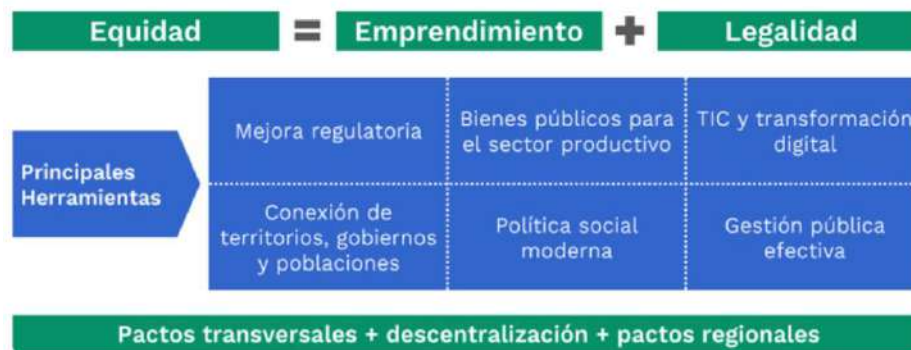 Equidad = Emprendimiento + Legalidad
Principales
Herramientas
Mejora regulatoria
Bienes públicos para
el sector productivo
TIC y transformación
digital
Conexión de
territorios, gobiernos
y poblaciones
Política social
moderna
Gestión pública
efectiva
Pactos transversales + descentralización + pactos regionales